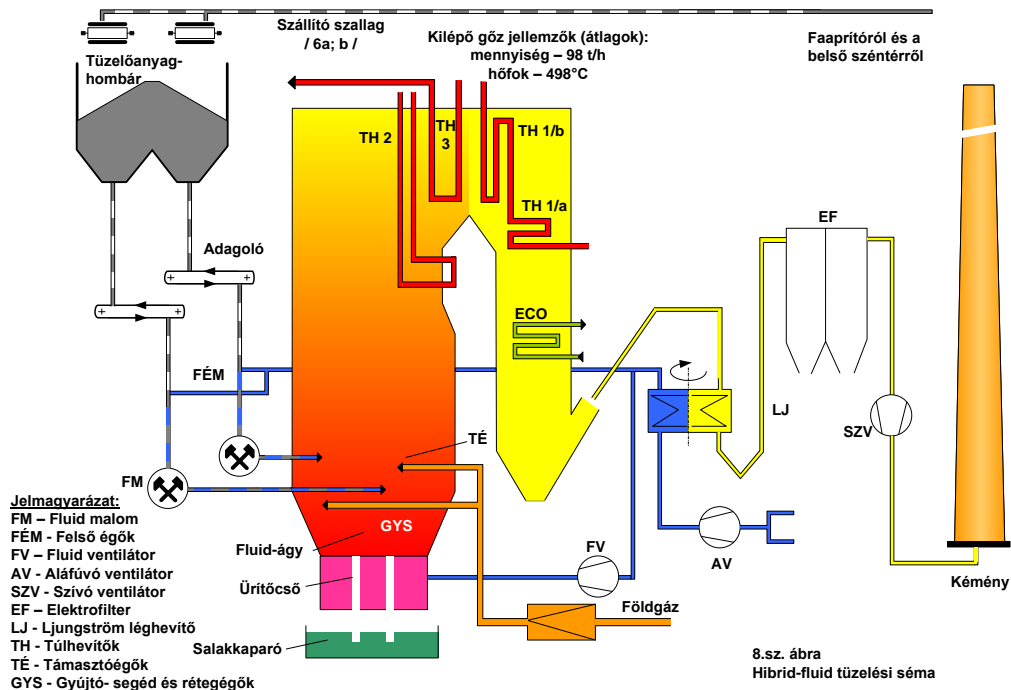 Szállító szallag
/ 6a; b /
Kilépő gőz jellemzők (átlagok):
mennyiség – 98 t/h
hőfok – 498°C
Faaprítóról és a
belső széntérről
Tüzelőanyag-
hombár
TH 2
TH
3
TH 1/b
TH 1/a
EF
Adagoló
ECO
FÉM
LJ
SZV
TÉ
FM
GYS
Fluid-ágy
FV
AV
Ürítőcső
Kémény
Földgáz
Salakkaparó
Jelmagyarázat:
FM – Fluid malom
FÉM - Felső égők
FV – Fluid ventilátor
AV - Aláfúvó ventilátor
SZV - Szívó ventilátor
EF – Elektrofilter
LJ - Ljungström léghevítő
TH - Túlhevítők
TÉ - Támasztóégők
GYS - Gyújtó- segéd és rétegégők
8.sz. ábra
Hibrid-fluid tüzelési séma